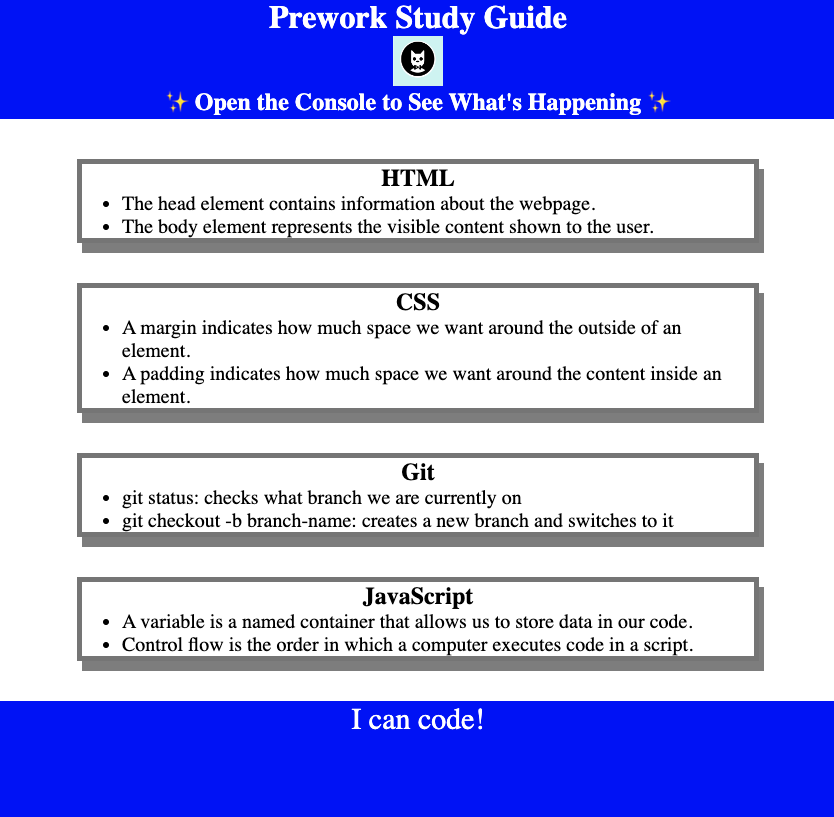 Prework Study Guide
✨ Open the Console to See What's Happening ✨
HTML
• The head element contains information about the webpage.
• The body element represents the visible content shown to the user.
CSS
• A margin indicates how much space we want around the outside of an
element.
• A padding indicates how much space we want around the content inside an
element.
Git
• git status: checks what branch we are currently on
• git checkout -b branch-name: creates a new branch and switches to it
JavaScript
• A variable is a named container that allows us to store data in our code.
• Control flow is the order in which a computer executes code in a script.
I can code!